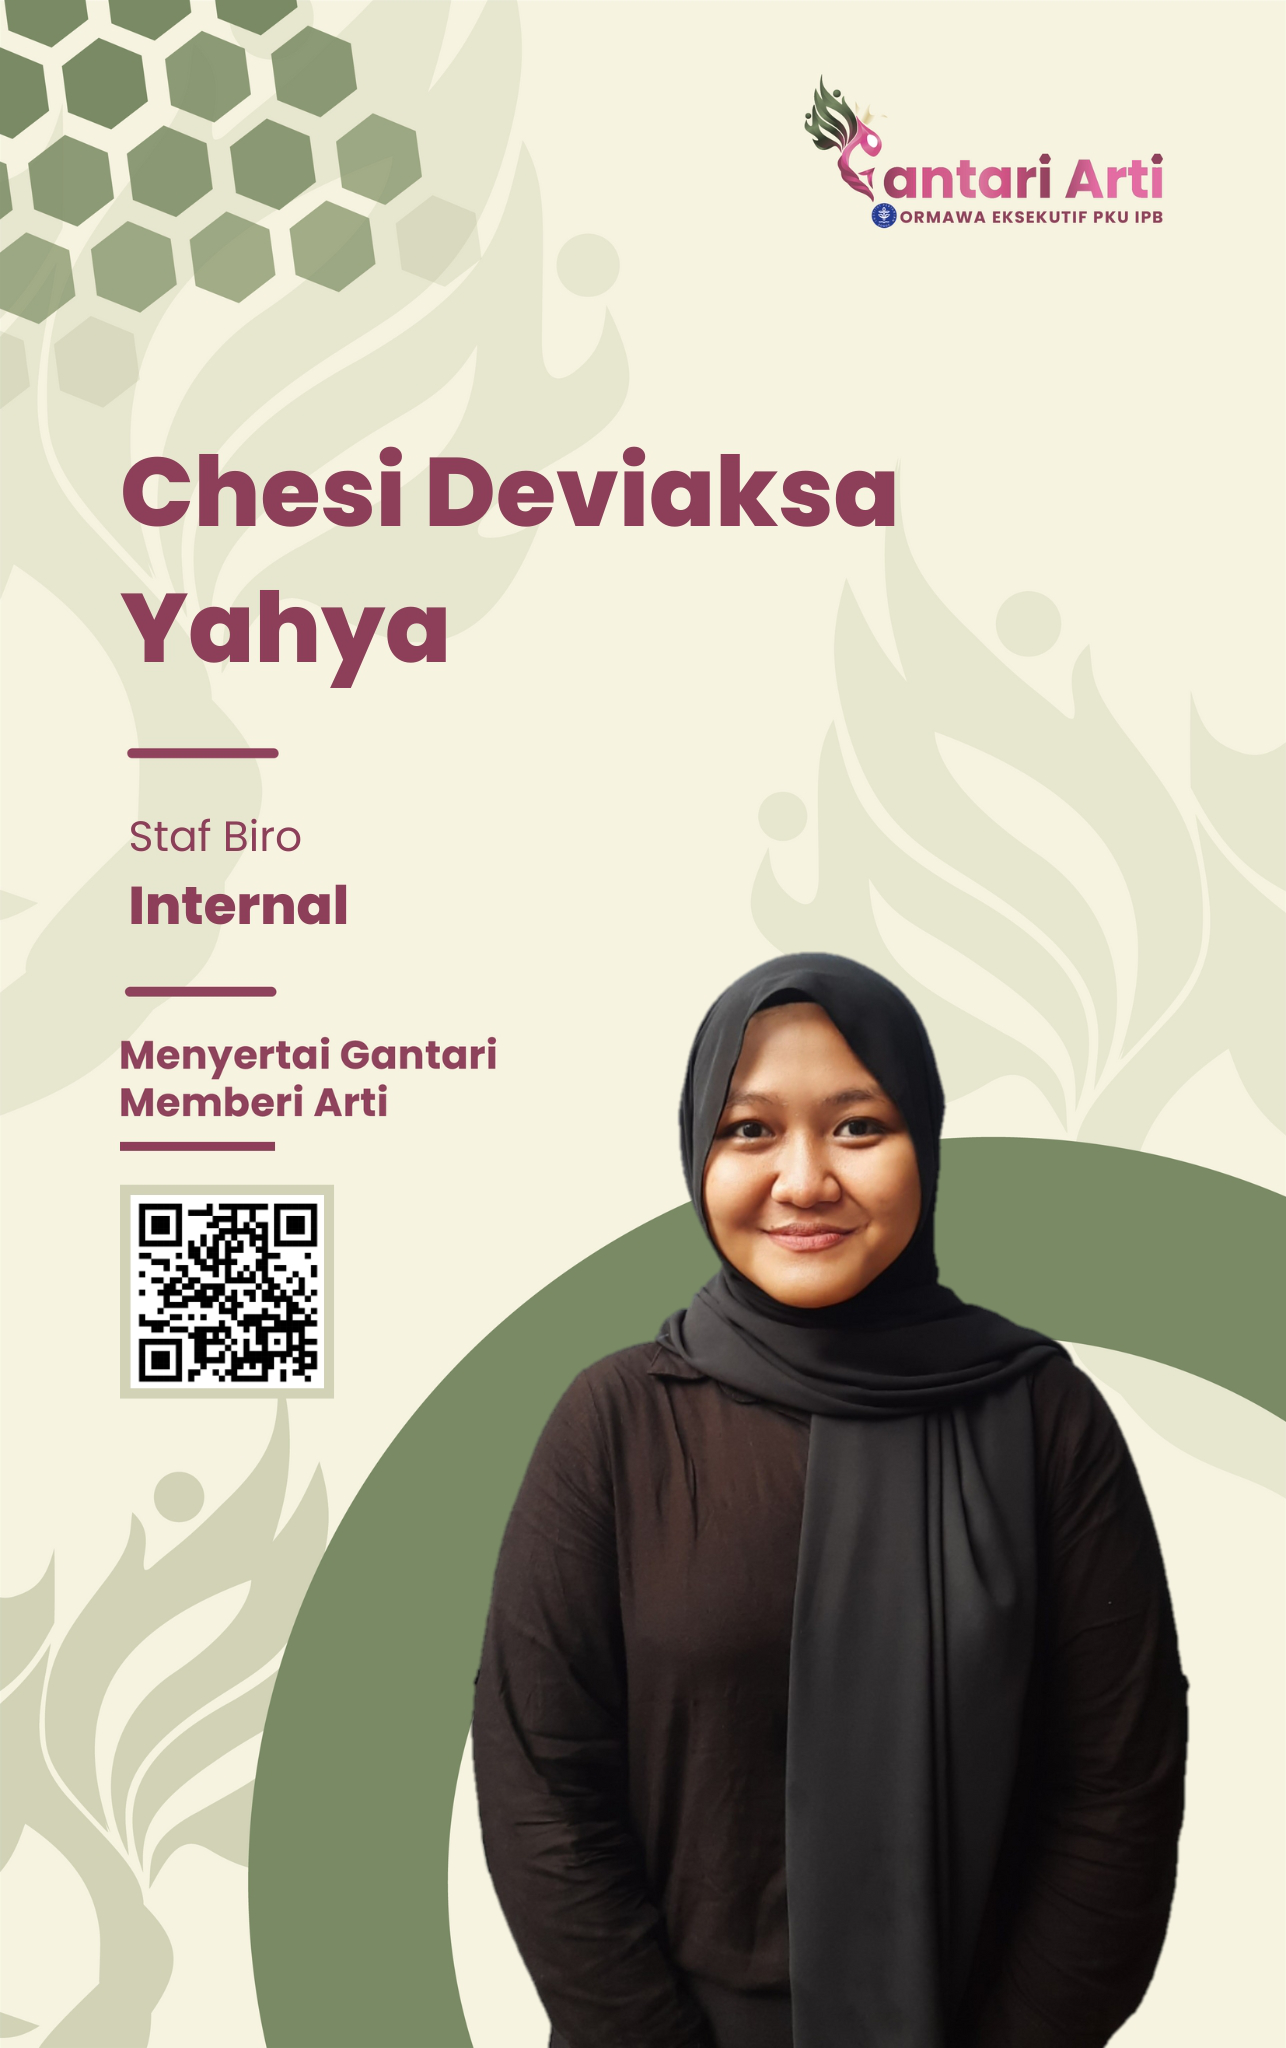 Gantari Arti
ORMAWA EKSEKUTIF PKU IPB
Chesi Deviaksa
Yahya
Staf Biro
Internal
Menyertai Gantari
Memberi Arti